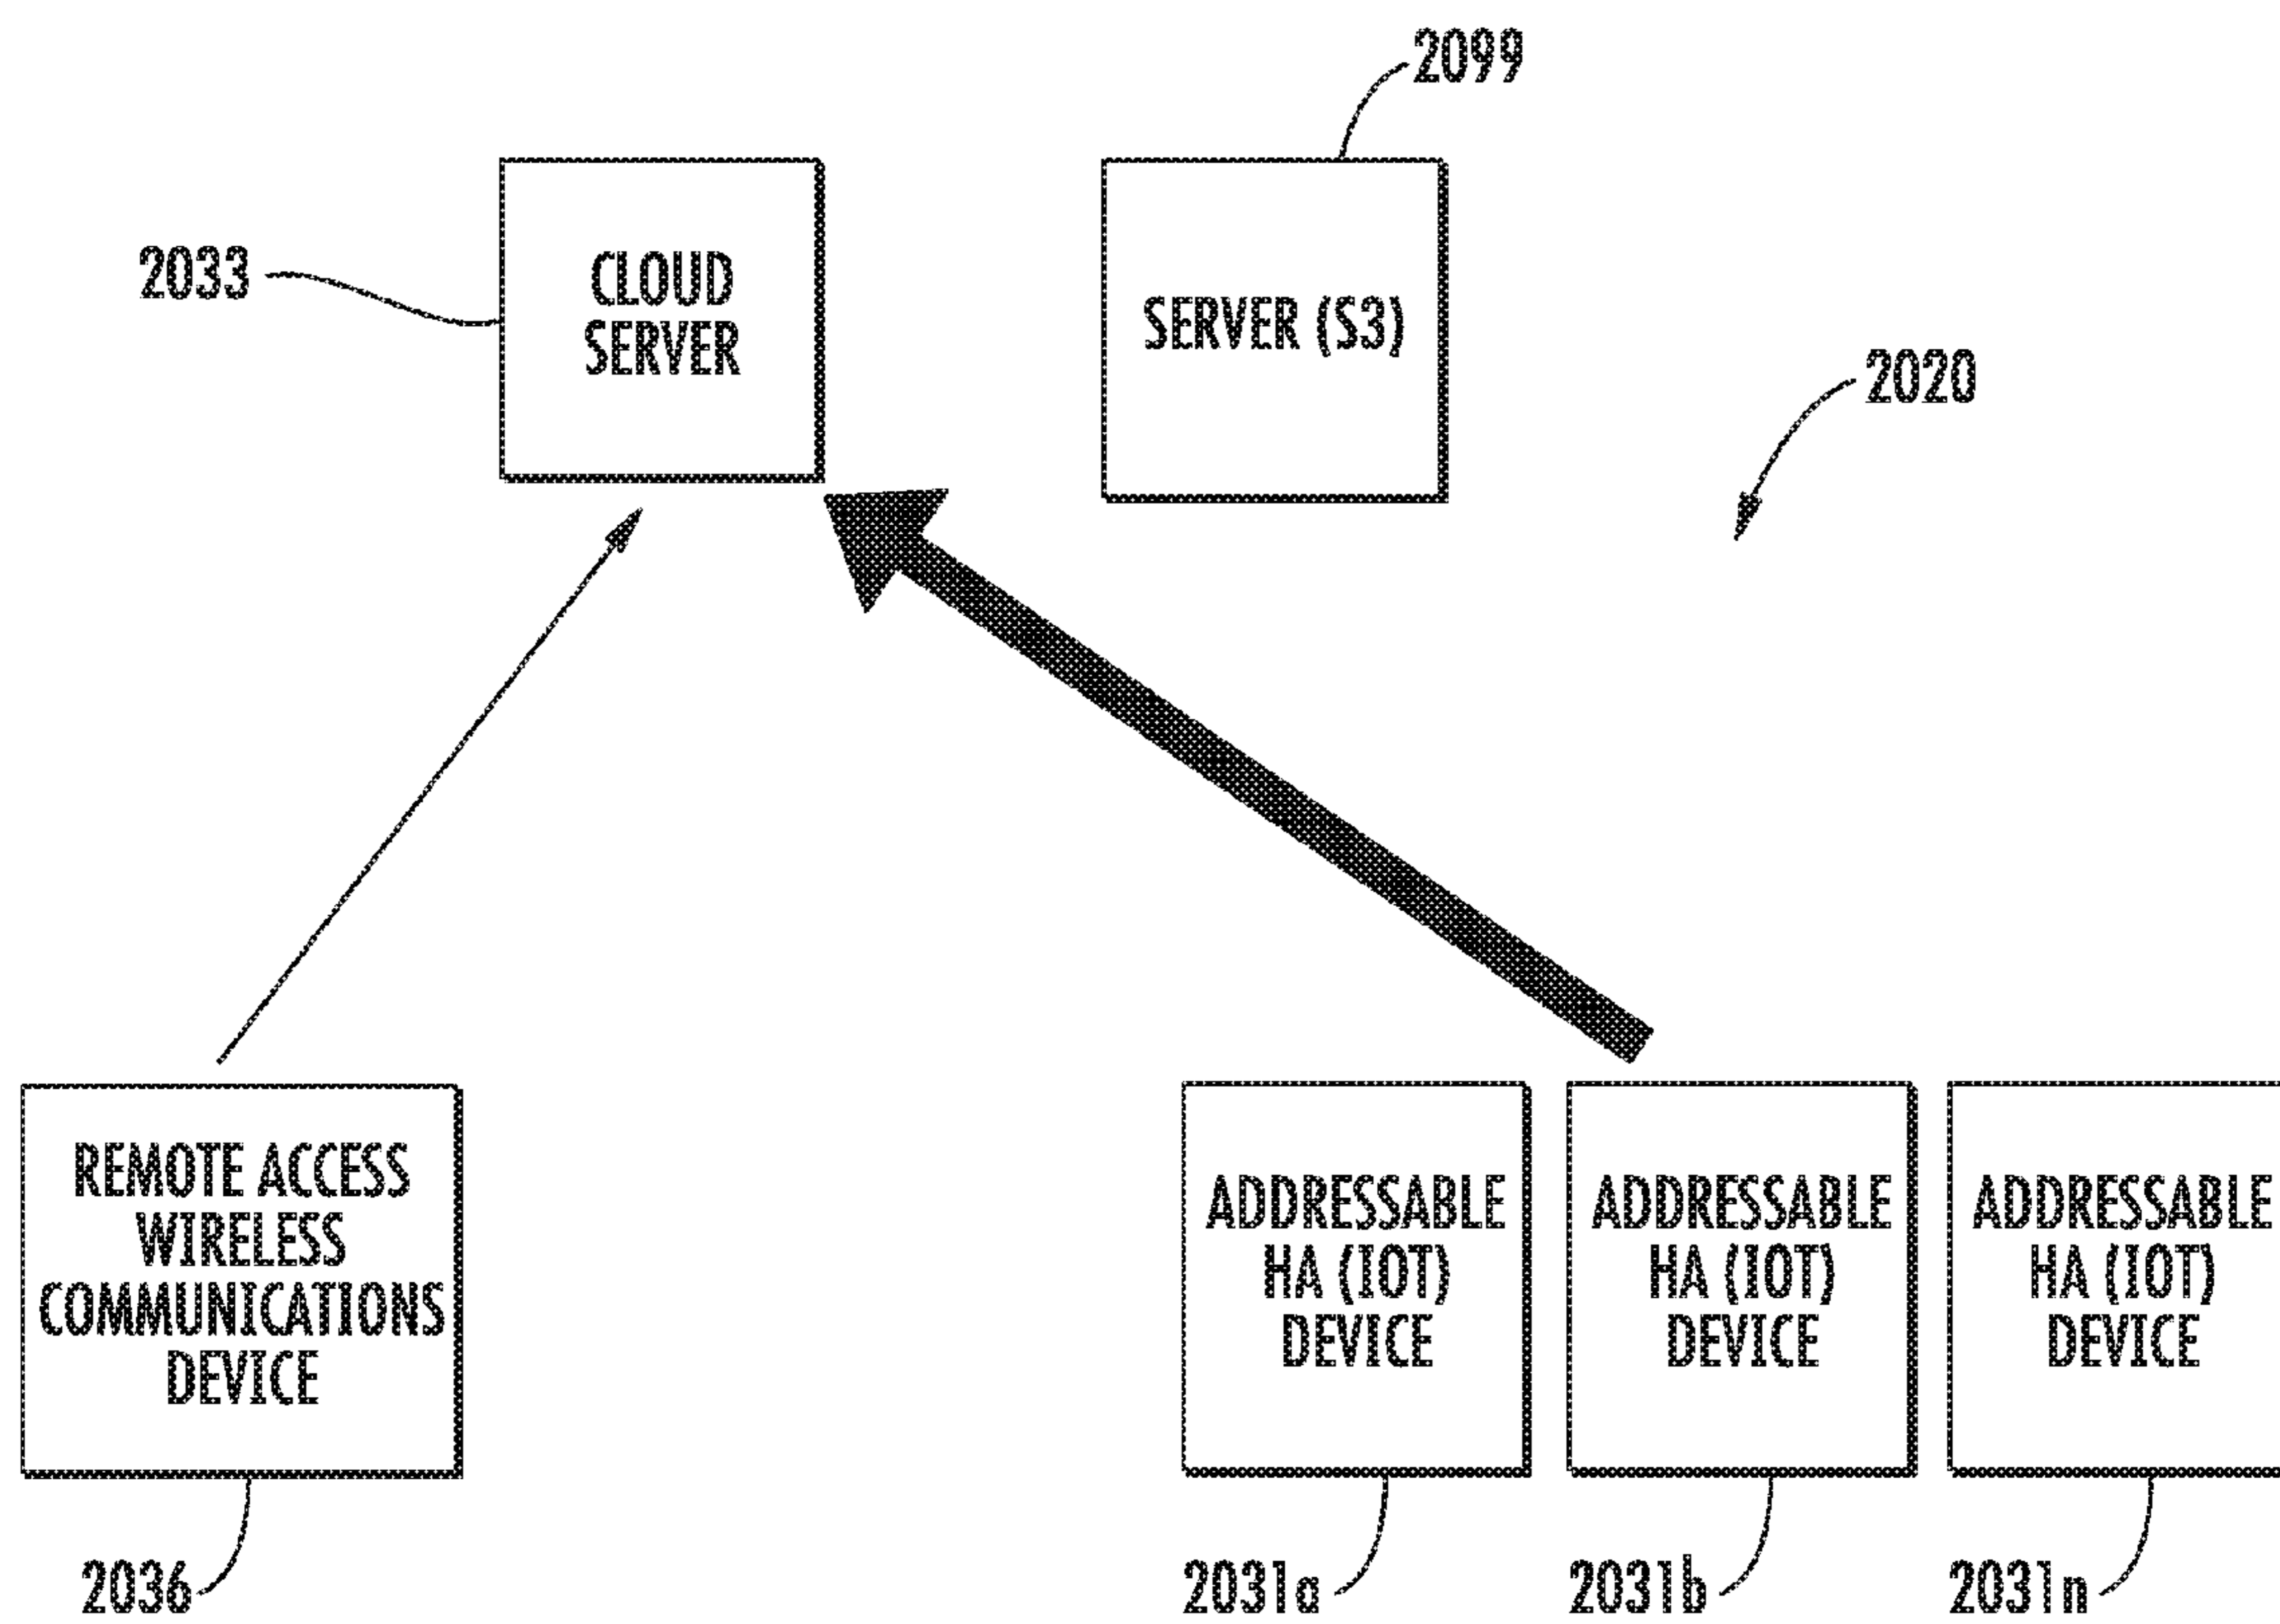 2099
2033
CLOUD
SERVER
SERVER (S3)
2020
REMOTE ACCESS
WIRELESS
COMMUNICATIONS
DEVICE
ADDRESSABLE
HA (IOT)
DEVICE
ADDRESSABLE
HA (IOT)
DEVICE
ADDRESSABLE
HA (IOT)
DEVICE
2036
2031a
2031b
2031n